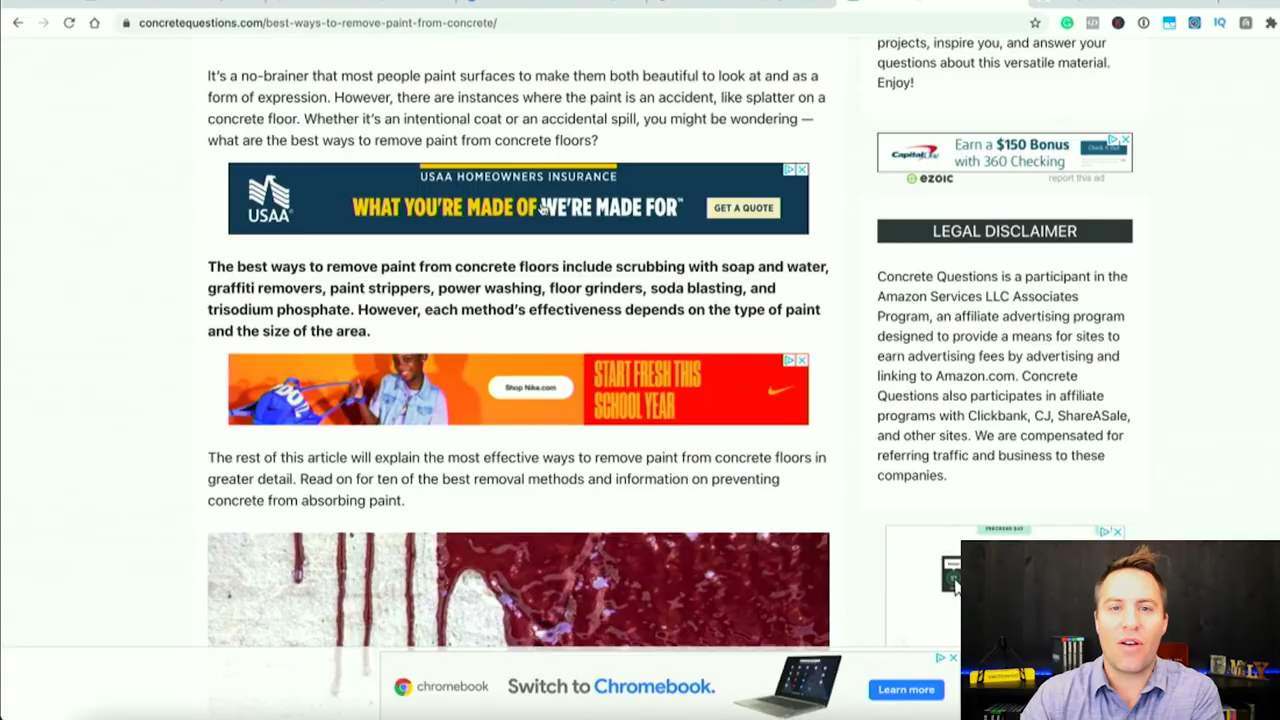 concretequestions.com/best-ways-to-remove-paint-from-concrete/
It's a no-brainer that most people paint surfaces to make them both beautiful to look at and as a
form of expression. However, there are instances where the paint is an accident, like splatter on a
concrete floor. Whether it's an intentional coat or an accidental spill, you might be wondering —
what are the best ways to remove paint from concrete floors?
USAA HOMEOWNERS INSURANCE
USAA®
WHAT YOU'RE MADE OF WE'RE MADE FOR™
GET A QUOTE
The best ways to remove paint from concrete floors include scrubbing with soap and water,
graffiti removers, paint strippers, power washing, floor grinders, soda blasting, and
trisodium phosphate. However, each method's effectiveness depends on the type of paint
and the size of the area.
Shop Nike.com
START FRESH THIS
SCHOOL YEAR
The rest of this article will explain the most effective ways to remove paint from concrete floors in
greater detail. Read on for ten of the best removal methods and information on preventing
concrete from absorbing paint.
projects, inspire you, and answer your
questions about this versatile material.
Enjoy!
Capital One
Earn a $150 Bonus
with 360 Checking
Check It Out
ezoic
report this ad
LEGAL DISCLAIMER
Concrete Questions is a participant in the
Amazon Services LLC Associates
Program, an affiliate advertising program
designed to provide a means for sites to
earn advertising fees by advertising and
linking to Amazon.com. Concrete
Questions also participates in affiliate
programs with Clickbank, CJ, ShareASale,
and other sites. We are compensated for
referring traffic and business to these
companies.
chromebook
Switch to Chromebook.
Learn more